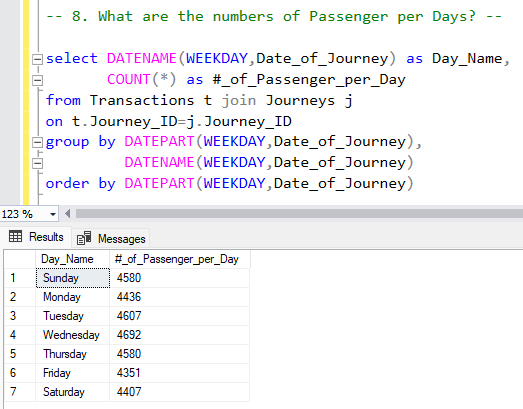 -- 8. What are the numbers of Passenger per Days? --
select DATENAME(WEEKDAY,Date_of_Journey) as Day_Name,
COUNT(*) as #_of_Passenger_per_Day
from Transactions t join Journeys j
on t.Journey_ID=j.Journey_ID
group by DATEPART(WEEKDAY,Date_of_Journey),
DATENAME(WEEKDAY,Date_of_Journey)
order by DATEPART(WEEKDAY,Date_of_Journey)
123 %
Results Messages
Day_Name #_of_Passenger_per_Day
1 Sunday 4580
2 Monday 4436
3 Tuesday 4607
4 Wednesday 4692
5 Thursday 4580
6 Friday 4351
7 Saturday 4407